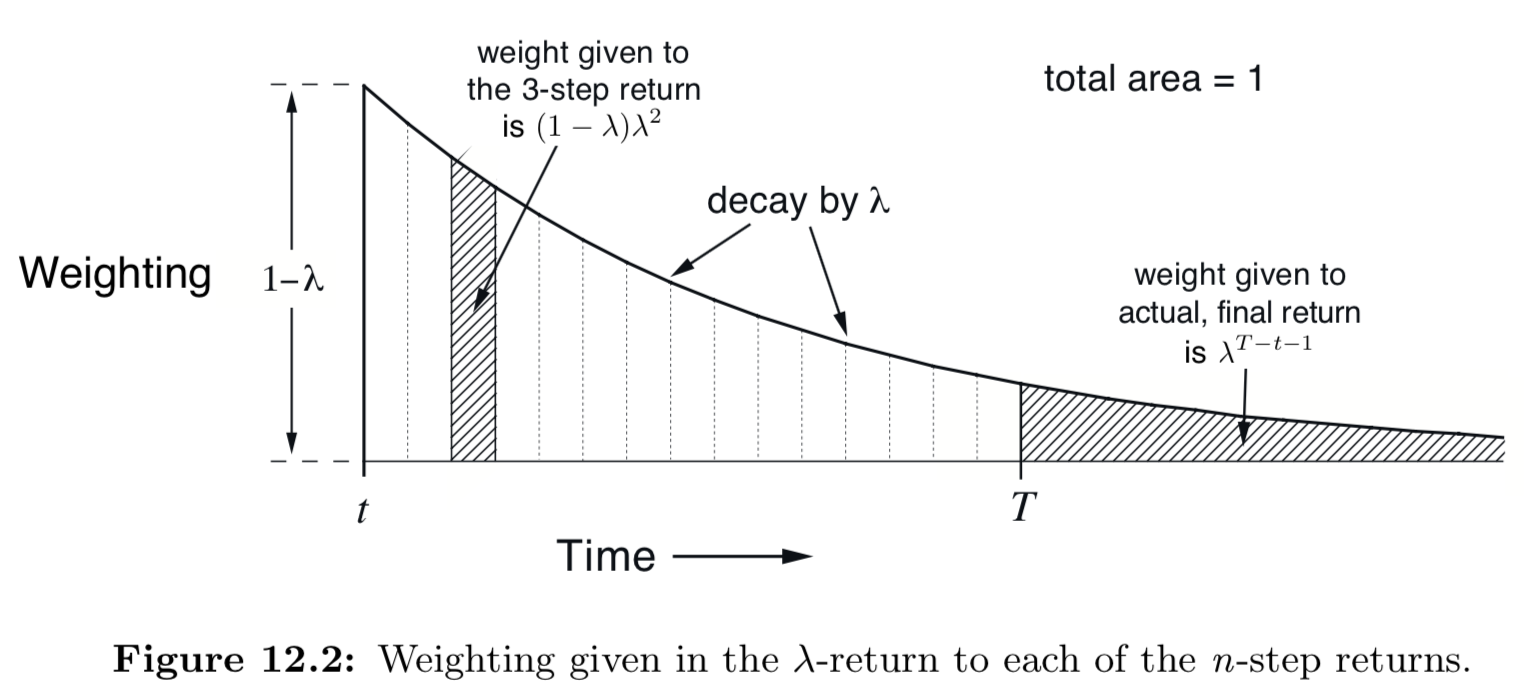 weight given to
the 3-step return
is (1 − λ)λ²
total area = 1
decay by λ
Weighting
1−λ
weight given to
actual, final return
is λᵀ⁻ᵗ⁻¹
t
T
Time
Figure 12.2: Weighting given in the λ-return to each of the n-step returns.